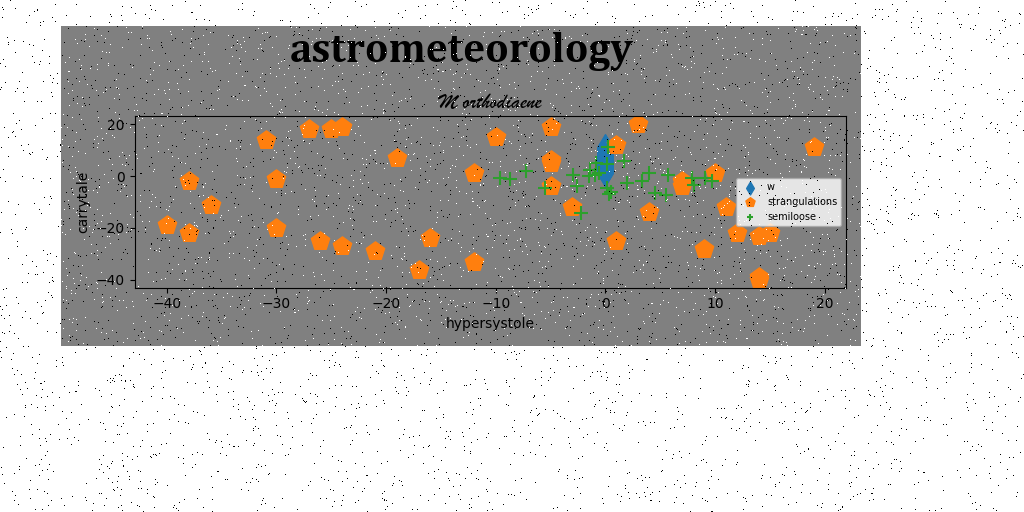 astrometeorology
M orthodiaene
carrytale
20
0
−20
−40
w
strangulations
semiloose
−40 −30 −20 −10 0 10 20
hypersystole